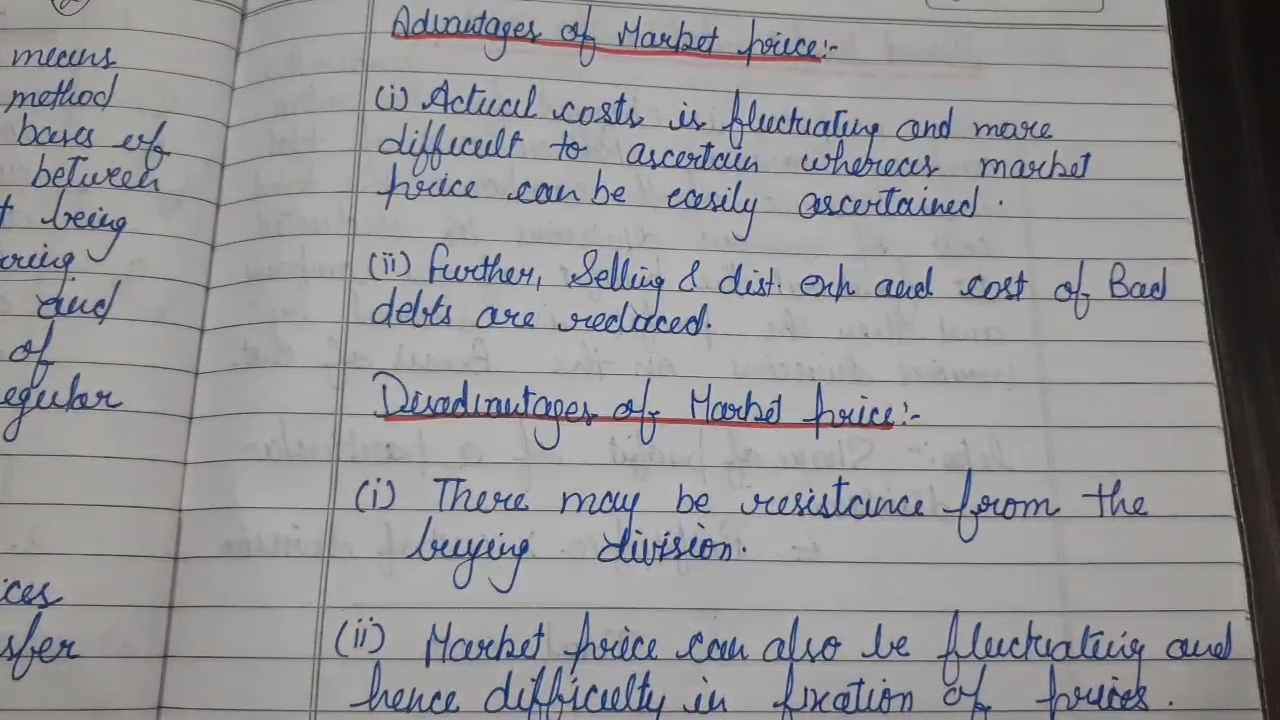 means
method
bases of
between
being
and
of
egular
ces
sfer
Advantages of Market price:-
(i) Actual costs is fluctuating and more
difficult to ascertain whereas market
price can be easily ascertained.
(ii) Further, Selling & dist. exh and cost of Bad
debts are reduced.
Disadvantages of Market price:-
(i) There may be resistance from the
buying division.
(ii) Market price can also be fluctuating and
hence difficulty in fixation of prices.